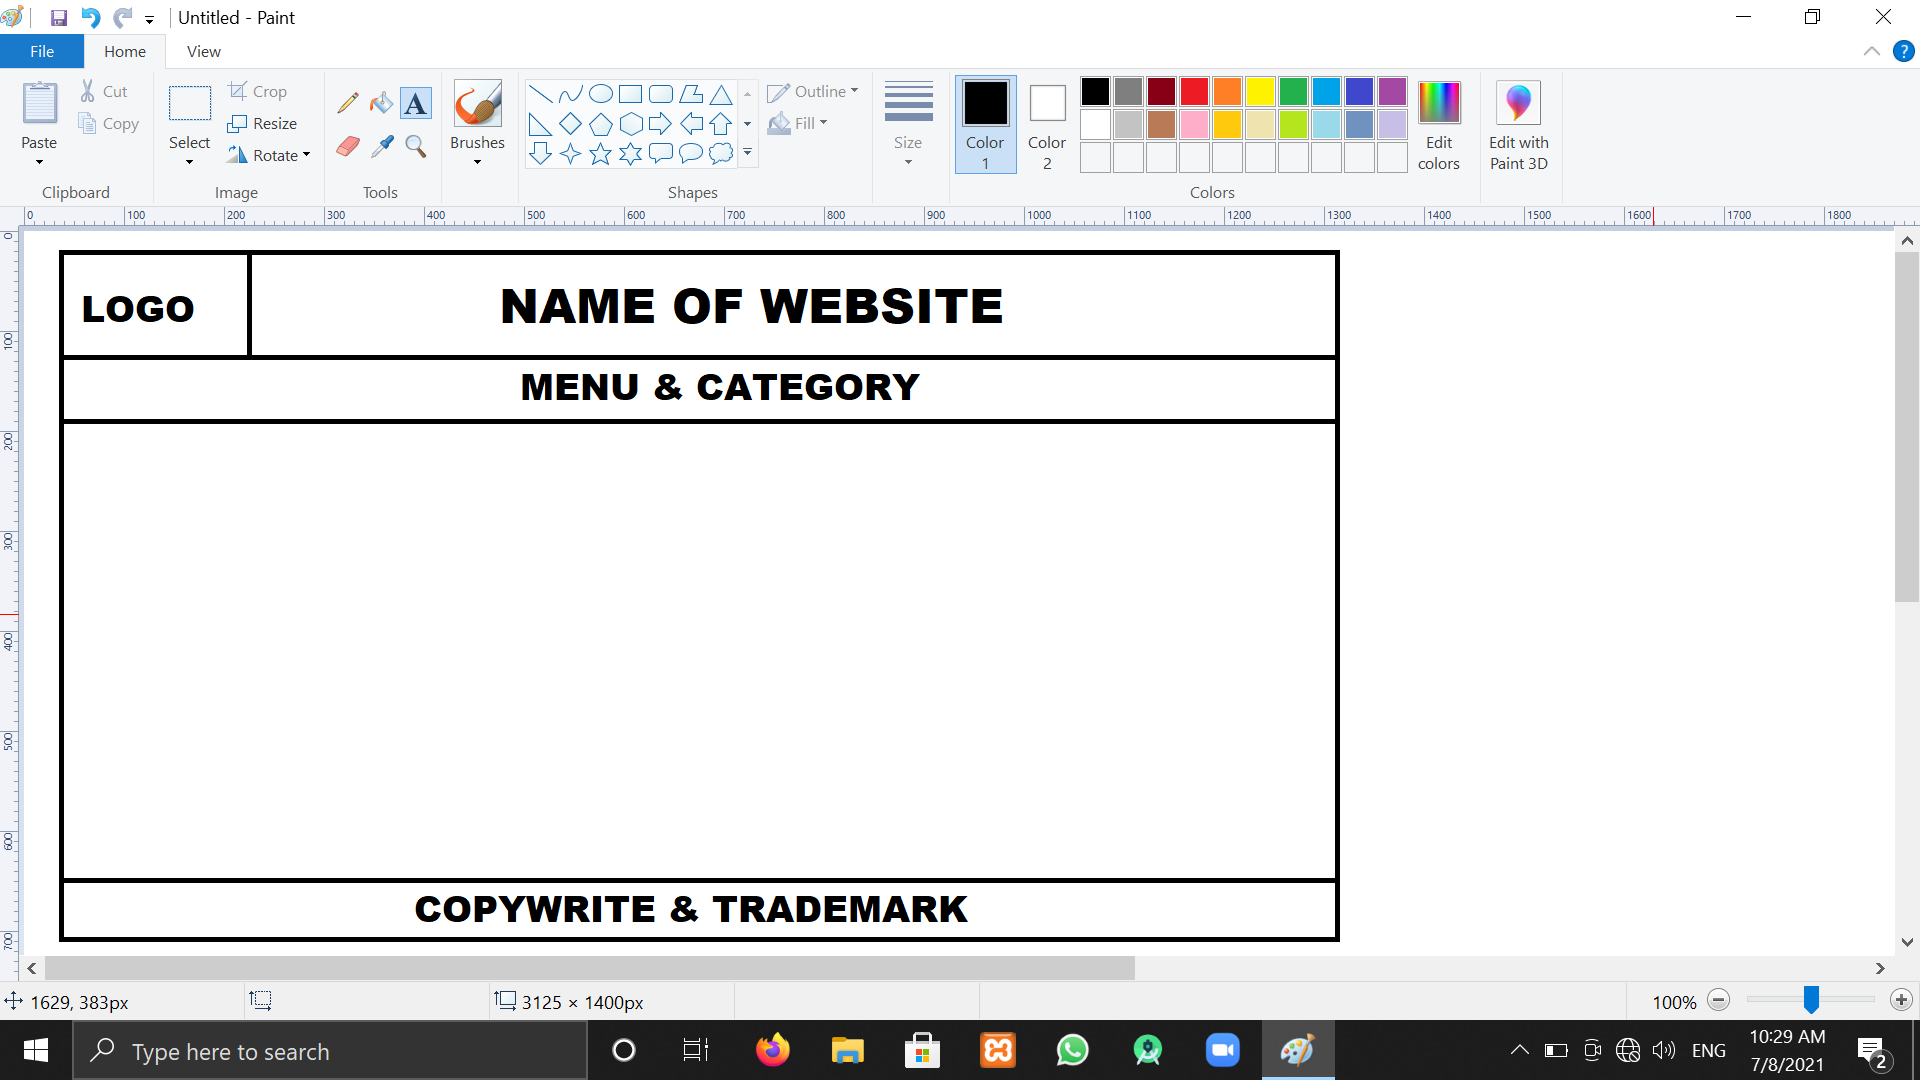 Untitled - Paint
File Home View
Paste
Cut
Copy
Clipboard
Select
Crop
Resize
Rotate
Image
A
Tools
Brushes
Shapes
Outline
Fill
Size
Color 1
Color 2
Colors
Edit colors
Edit with Paint 3D
0 100 200 300 400 500 600 700 800 900 1000 1100 1200 1300 1400 1500 1600 1700 1800
0
100
200
300
400
500
600
700
LOGO
NAME OF WEBSITE
MENU & CATEGORY
COPYWRITE & TRADEMARK
1629, 383px
3125 × 1400px
100%
Type here to search
ENG
10:29 AM
7/8/2021
2